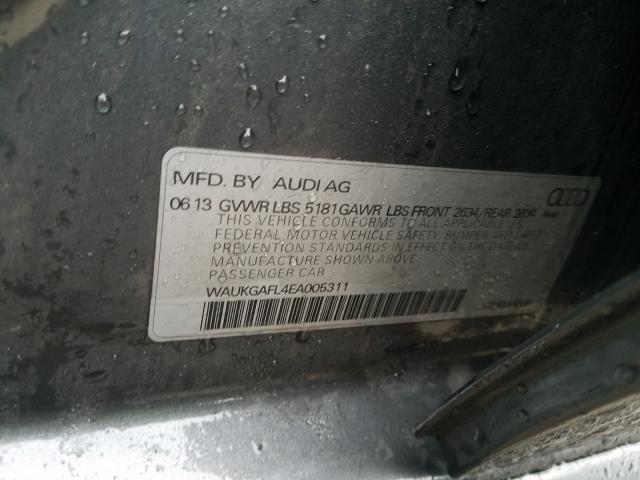 MFD. BY AUDI AG
06 13 GVWR LBS 5181 GAWR LBS FRONT 2634/REAR 2634
THIS VEHICLE CONFORMS TO ALL APPLICABLE U.S.
FEDERAL MOTOR VEHICLE SAFETY, BUMPER AND THEFT
PREVENTION STANDARDS IN EFFECT ON THE DATE OF
MANUFACTURE SHOWN ABOVE.
PASSENGER CAR
WAUKGAFL4EA005311